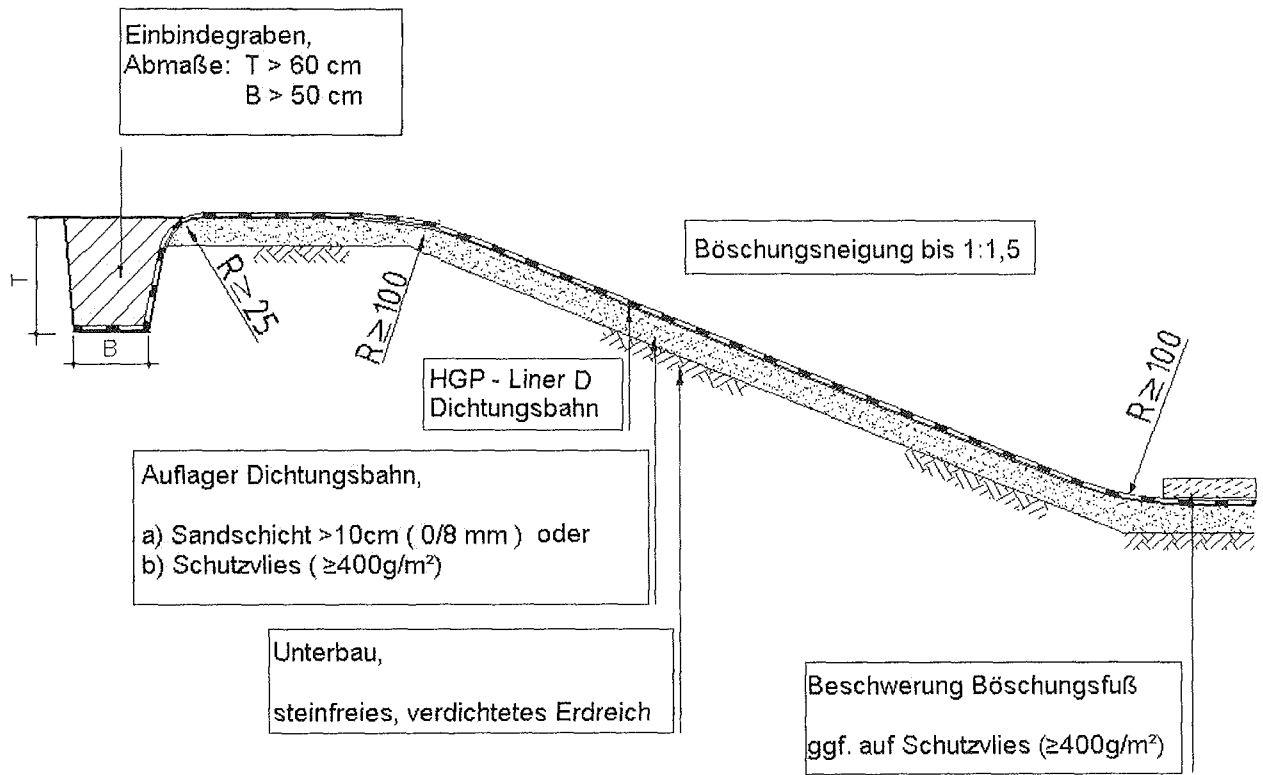 Einbindegraben,
Abmaße: T > 60 cm
B > 50 cm
Böschungsneigung bis 1:1,5
T
B
R≥25
R≥100
R≥100
HGP - Liner D
Dichtungsbahn
Auflager Dichtungsbahn,
a) Sandschicht >10cm ( 0/8 mm ) oder
b) Schutzvlies ( ≥400g/m²)
Unterbau,
steinfreies, verdichtetes Erdreich
Beschwerung Böschungsfuß
ggf. auf Schutzvlies (≥400g/m²)